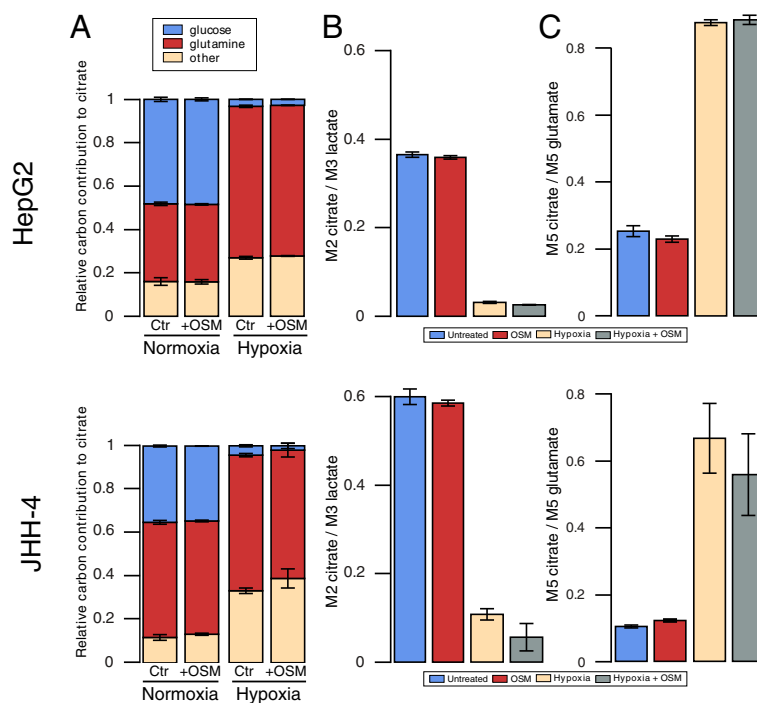 A
B
C
glucose
glutamine
other
HepG2
Relative carbon contribution to citrate
1
0.8
0.6
0.4
0.2
0
Ctr +OSM Ctr +OSM
Normoxia Hypoxia
M2 citrate / M3 lactate
0.6
0.4
0.2
0
M5 citrate / M5 glutamate
0.8
0.6
0.4
0.2
0
Untreated OSM Hypoxia Hypoxia + OSM
JHH-4
Relative carbon contribution to citrate
1
0.8
0.6
0.4
0.2
0
Ctr +OSM Ctr +OSM
Normoxia Hypoxia
M2 citrate / M3 lactate
0.6
0.4
0.2
0
M5 citrate / M5 glutamate
0.8
0.6
0.4
0.2
0
Untreated OSM Hypoxia Hypoxia + OSM